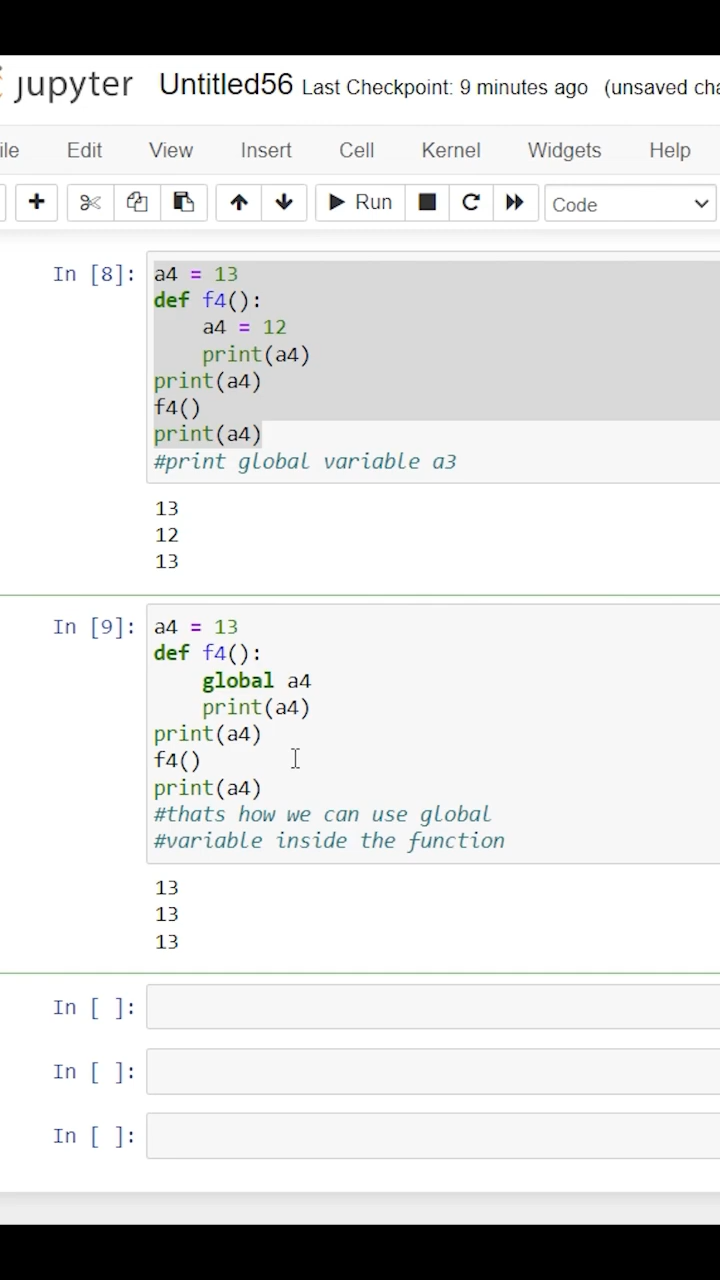 jupyter Untitled56 Last Checkpoint: 9 minutes ago (unsaved cha
ile Edit View Insert Cell Kernel Widgets Help
Run Code
In [8]: a4 = 13
def f4():
    a4 = 12
    print(a4)
print(a4)
f4()
print(a4)
#print global variable a3
13
12
13
In [9]: a4 = 13
def f4():
    global a4
    print(a4)
print(a4)
f4()
print(a4)
#thats how we can use global
#variable inside the function
13
13
13
In [ ]:
In [ ]:
In [ ]: